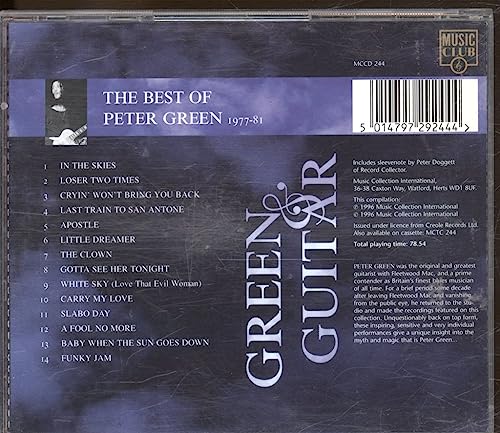 MUSIC
CLUB
MCCD 244
THE BEST OF
PETER GREEN 1977-81
5 014797 292444 >
1 IN THE SKIES
2 LOSER TWO TIMES
3 CRYIN' WON'T BRING YOU BACK
4 LAST TRAIN TO SAN ANTONE
5 APOSTLE
6 LITTLE DREAMER
7 THE CLOWN
8 GOTTA SEE HER TONIGHT
9 WHITE SKY (Love That Evil Woman)
10 CARRY MY LOVE
11 SLABO DAY
12 A FOOL NO MORE
13 BABY WHEN THE SUN GOES DOWN
14 FUNKY JAM
GREEN &
GUITAR
Includes sleevenote by Peter Doggett
of Record Collector.
Music Collection International,
36-38 Caxton Way, Watford, Herts WD1 8UF.
This compilation:
℗ 1996 Music Collection International
© 1996 Music Collection International
Issued under licence from Creole Records Ltd.
Also available on cassette: MCTC 244
Total playing time: 78.54
PETER GREEN was the original and greatest
guitarist with Fleetwood Mac, and a prime
contender as Britain's finest blues musician
of all time. For a brief period some decade
after leaving Fleetwood Mac and vanishing
from the public eye, he returned to the stu-
dio and made the recordings featured on this
collection. Unquestionably back on top form,
these inspiring, sensitive and very individual
performances give a unique insight into the
myth and magic that is Peter Green...